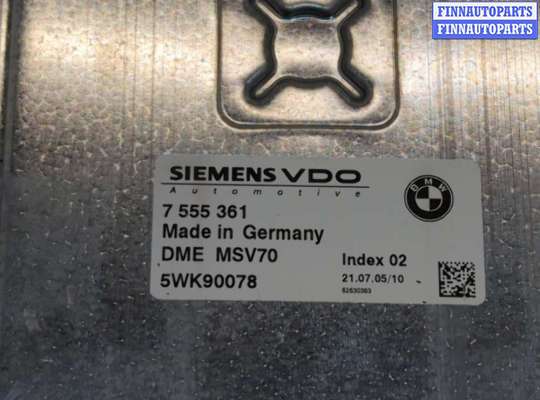 FINNAUTOPARTS
FINNAUTOPARTS
SIEMENS VDO
Automotive
BMW
7 555 361
Made in Germany
DME MSV70
Index 02
5WK90078
21.07.05/10